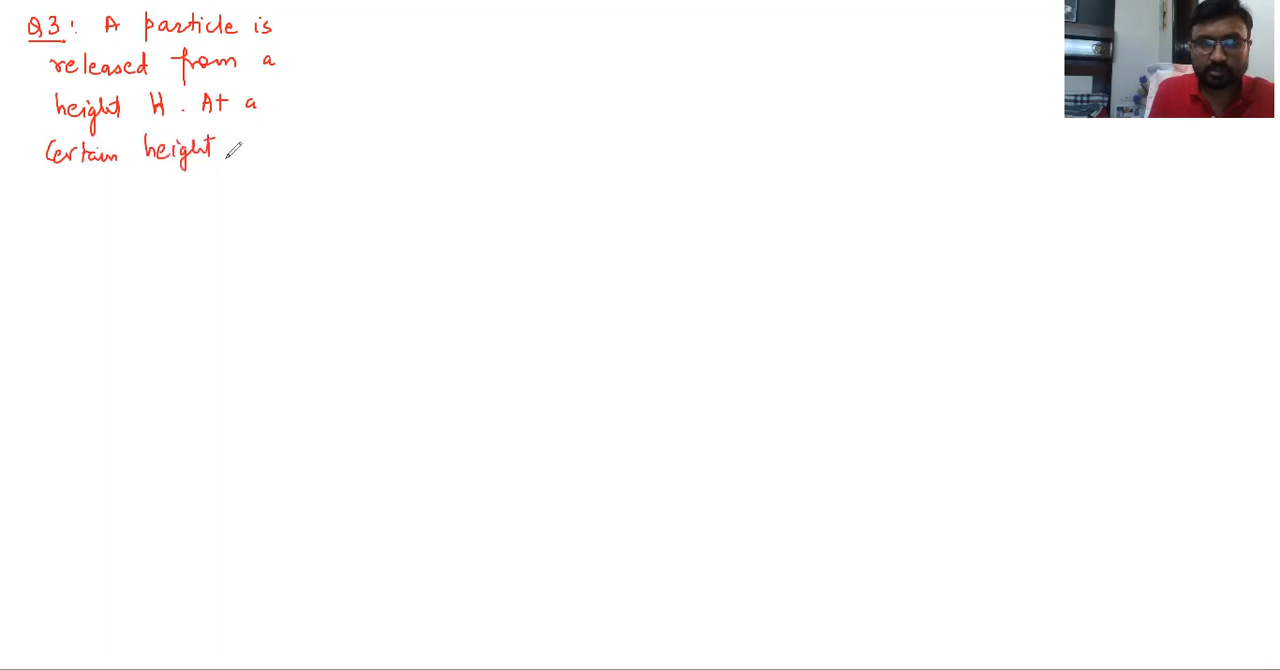 Q3: A particle is
released from a
height H. At a
Certain height